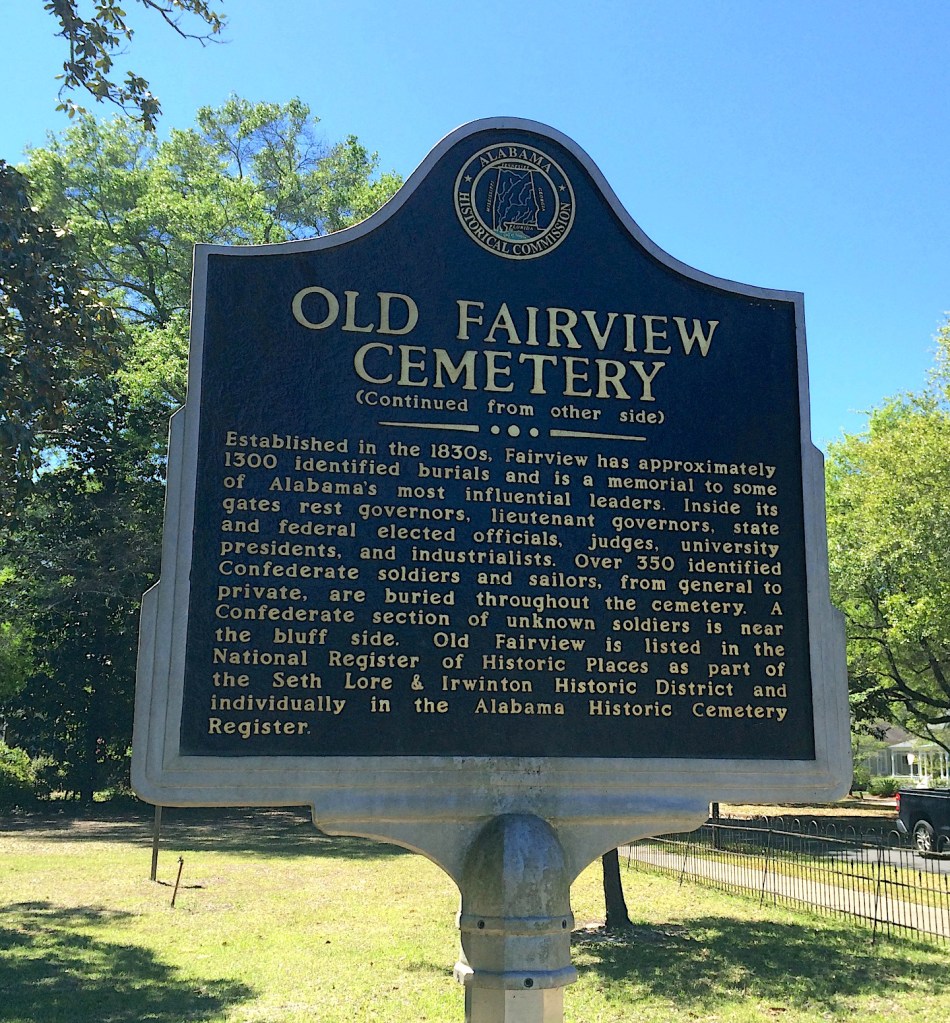 ALABAMA
HISTORICAL COMMISSION
OLD FAIRVIEW
CEMETERY
(Continued from other side)
Established in the 1830s, Fairview has approximately
1300 identified burials and is a memorial to some
of Alabama's most influential leaders. Inside its
gates rest governors, lieutenant governors, state
and federal elected officials, judges, university
presidents, and industrialists. Over 350 identified
Confederate soldiers and sailors, from general to
private, are buried throughout the cemetery. A
Confederate section of unknown soldiers is near
the bluff side. Old Fairview is listed in the
National Register of Historic Places as part of
the Seth Lore & Irwinton Historic District and
individually in the Alabama Historic Cemetery
Register.